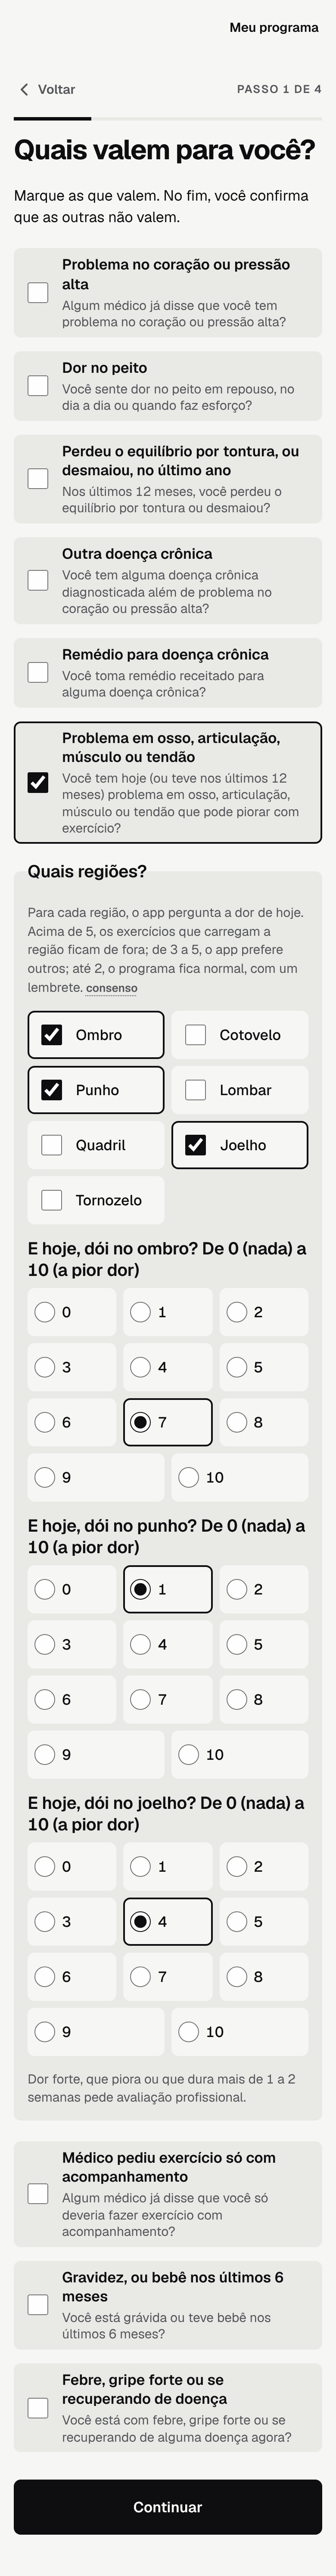 Meu programa
Voltar
PASSO 1 DE 4
Quais valem para você?
Marque as que valem. No fim, você confirma
que as outras não valem.
Problema no coração ou pressão
alta
Algum médico já disse que você tem
problema no coração ou pressão alta?
Dor no peito
Você sente dor no peito em repouso, no
dia a dia ou quando faz esforço?
Perdeu o equilíbrio por tontura, ou
desmaiou, no último ano
Nos últimos 12 meses, você perdeu o
equilíbrio por tontura ou desmaiou?
Outra doença crônica
Você tem alguma doença crônica
diagnosticada além de problema no
coração ou pressão alta?
Remédio para doença crônica
Você toma remédio receitado para
alguma doença crônica?
Problema em osso, articulação,
músculo ou tendão
Você tem hoje (ou teve nos últimos 12
meses) problema em osso, articulação,
músculo ou tendão que pode piorar com
exercício?
Quais regiões?
Para cada região, o app pergunta a dor de hoje.
Acima de 5, os exercícios que carregam a
região ficam de fora; de 3 a 5, o app prefere
outros; até 2, o programa fica normal, com um
lembrete. consenso
Ombro
Cotovelo
Punho
Lombar
Quadril
Joelho
Tornozelo
E hoje, dói no ombro? De 0 (nada) a
10 (a pior dor)
0
1
2
3
4
5
6
7
8
9
10
E hoje, dói no punho? De 0 (nada) a
10 (a pior dor)
0
1
2
3
4
5
6
7
8
9
10
E hoje, dói no joelho? De 0 (nada) a
10 (a pior dor)
0
1
2
3
4
5
6
7
8
9
10
Dor forte, que piora ou que dura mais de 1 a 2
semanas pede avaliação profissional.
Médico pediu exercício só com
acompanhamento
Algum médico já disse que você só
deveria fazer exercício com
acompanhamento?
Gravidez, ou bebê nos últimos 6
meses
Você está grávida ou teve bebê nos
últimos 6 meses?
Febre, gripe forte ou se
recuperando de doença
Você está com febre, gripe forte ou se
recuperando de alguma doença agora?
Continuar